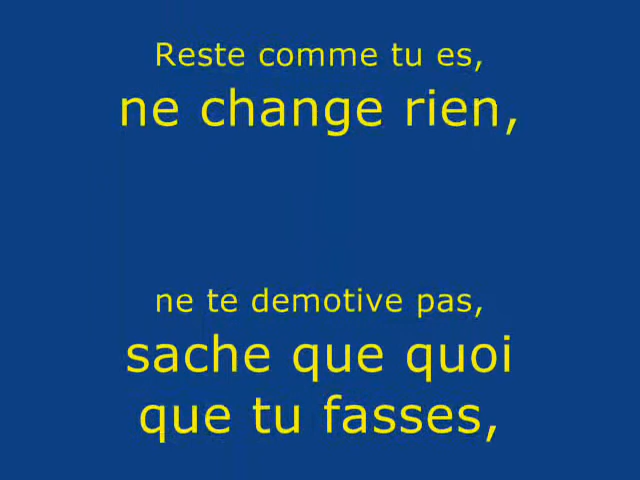 Reste comme tu es,
ne change rien,
ne te demotive pas,
sache que quoi
que tu fasses,